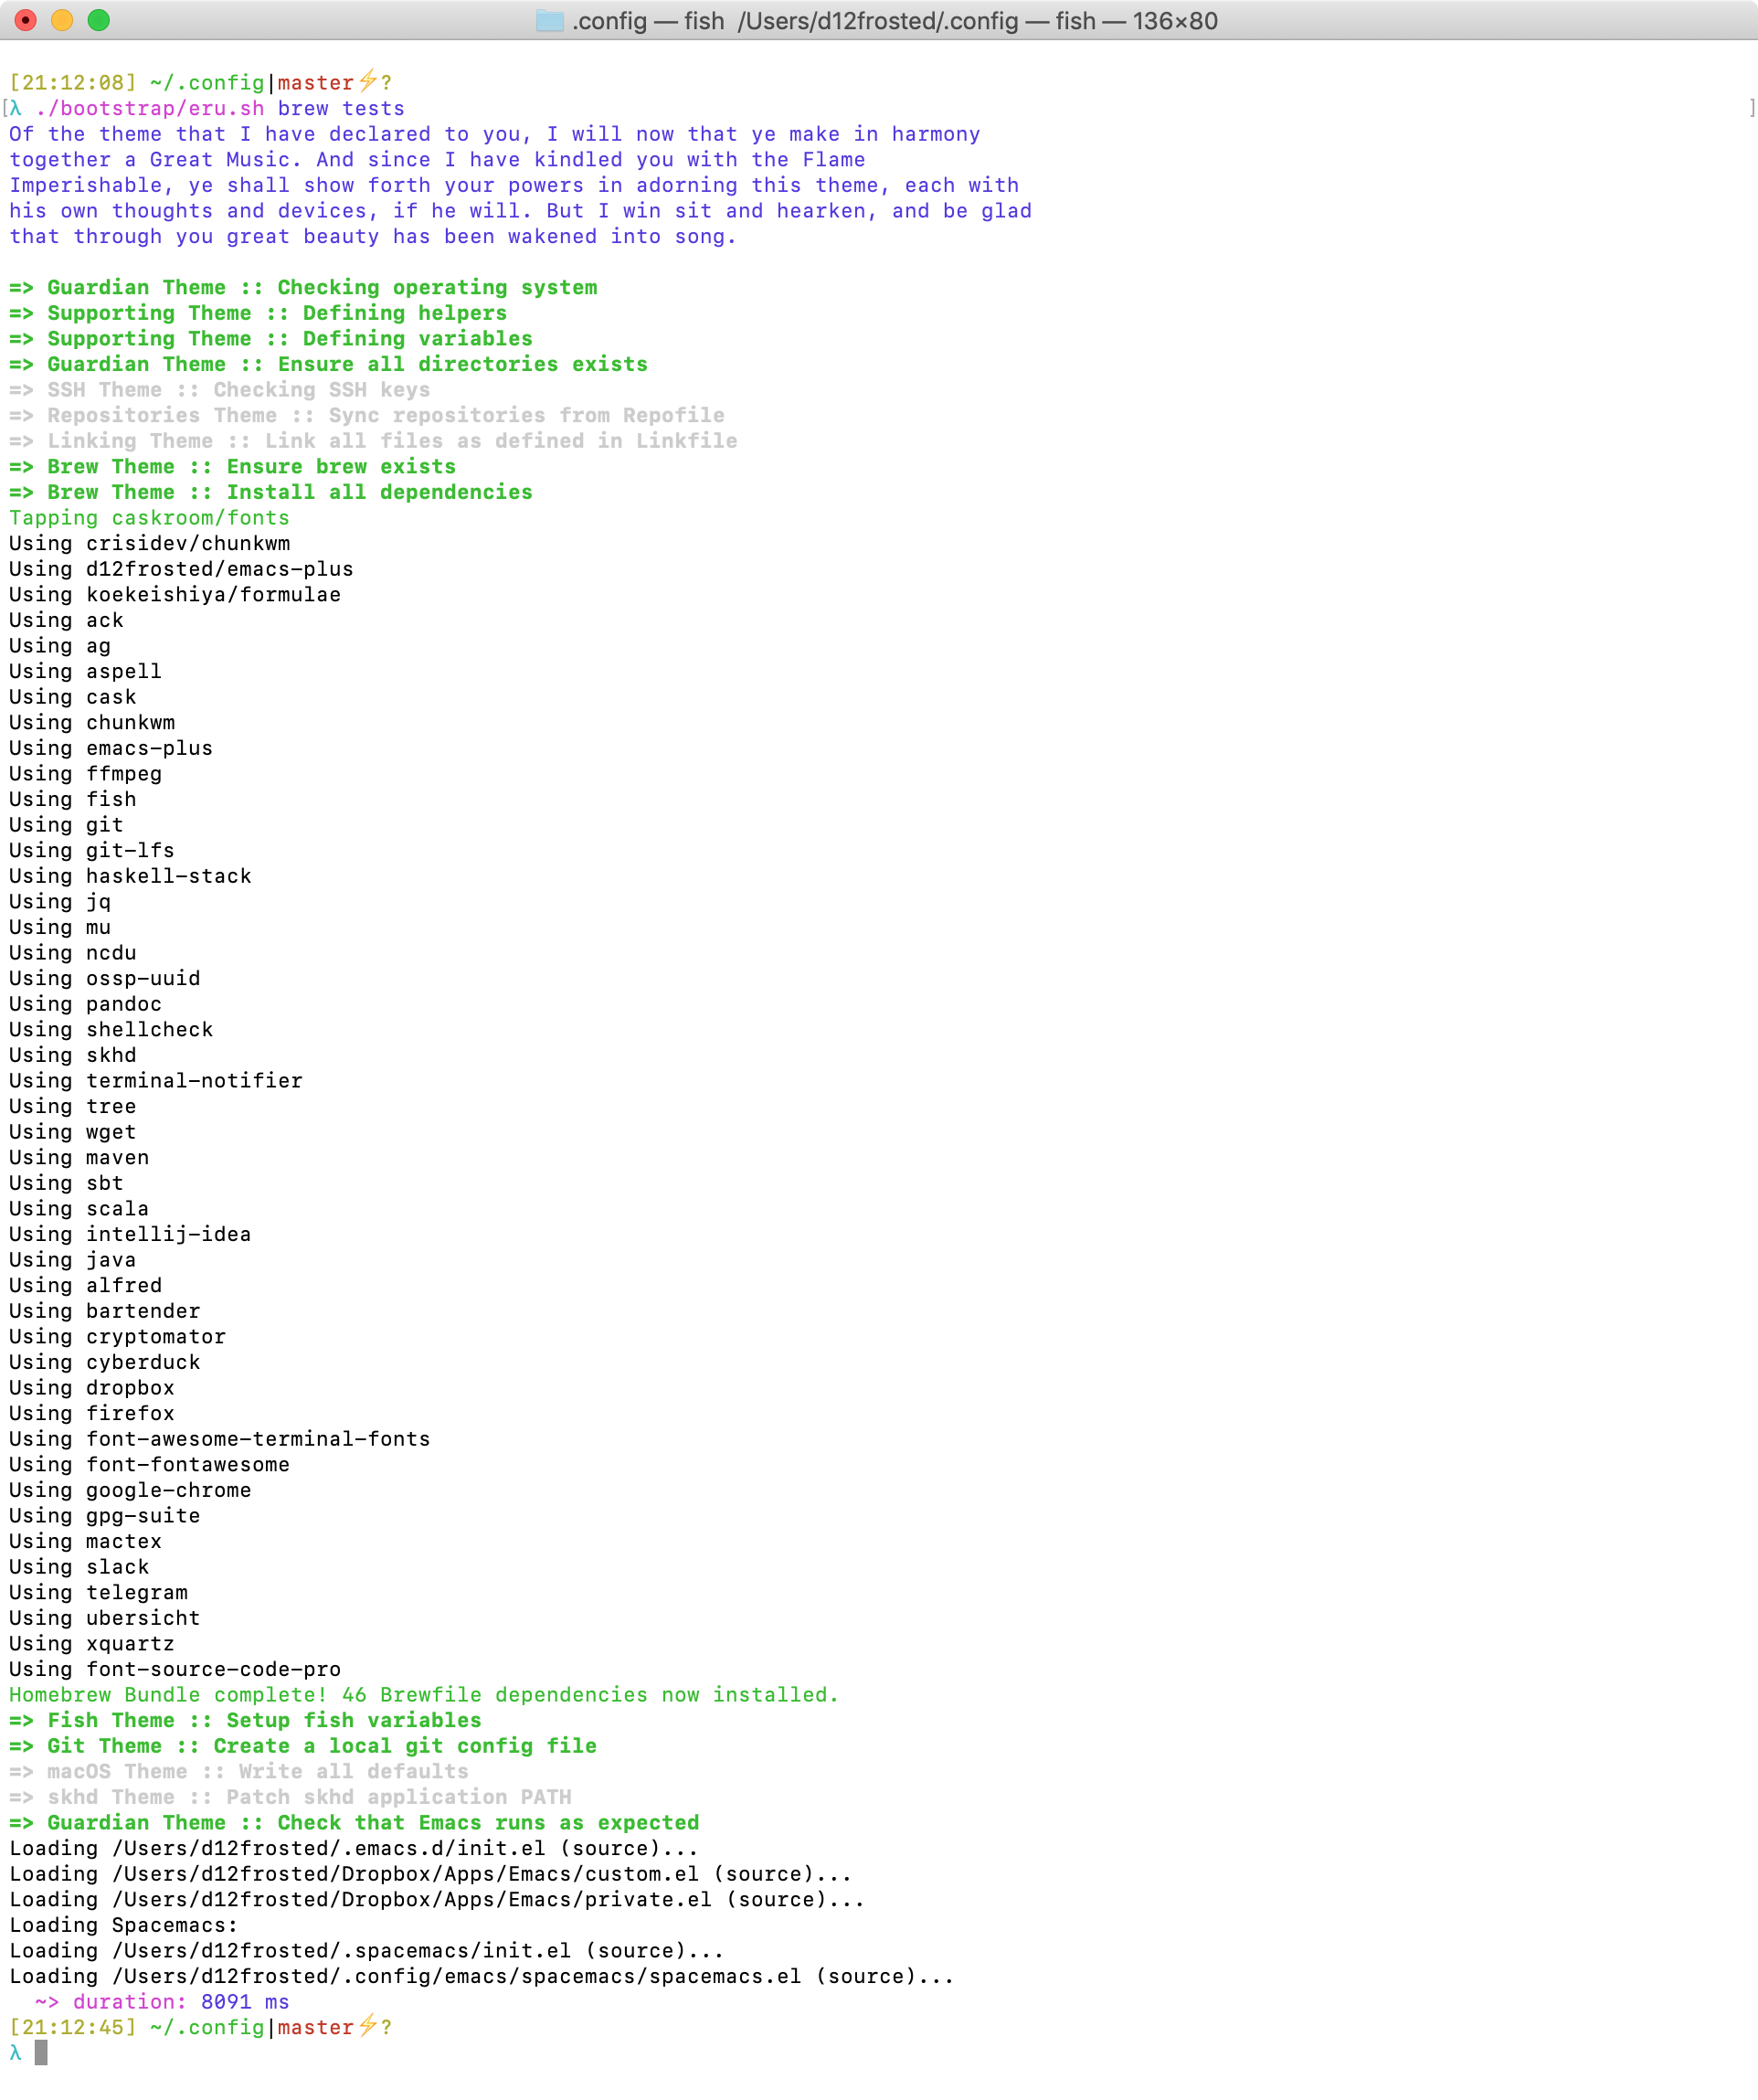 .config — fish  /Users/d12frosted/.config — fish — 136×80
[21:12:08] ~/.config|master⚡?
[λ ./bootstrap/eru.sh brew tests ]
Of the theme that I have declared to you, I will now that ye make in harmony
together a Great Music. And since I have kindled you with the Flame
Imperishable, ye shall show forth your powers in adorning this theme, each with
his own thoughts and devices, if he will. But I win sit and hearken, and be glad
that through you great beauty has been wakened into song.
=> Guardian Theme :: Checking operating system
=> Supporting Theme :: Defining helpers
=> Supporting Theme :: Defining variables
=> Guardian Theme :: Ensure all directories exists
=> SSH Theme :: Checking SSH keys
=> Repositories Theme :: Sync repositories from Repofile
=> Linking Theme :: Link all files as defined in Linkfile
=> Brew Theme :: Ensure brew exists
=> Brew Theme :: Install all dependencies
Tapping caskroom/fonts
Using crisidev/chunkwm
Using d12frosted/emacs-plus
Using koekeishiya/formulae
Using ack
Using ag
Using aspell
Using cask
Using chunkwm
Using emacs-plus
Using ffmpeg
Using fish
Using git
Using git-lfs
Using haskell-stack
Using jq
Using mu
Using ncdu
Using ossp-uuid
Using pandoc
Using shellcheck
Using skhd
Using terminal-notifier
Using tree
Using wget
Using maven
Using sbt
Using scala
Using intellij-idea
Using java
Using alfred
Using bartender
Using cryptomator
Using cyberduck
Using dropbox
Using firefox
Using font-awesome-terminal-fonts
Using font-fontawesome
Using google-chrome
Using gpg-suite
Using mactex
Using slack
Using telegram
Using ubersicht
Using xquartz
Using font-source-code-pro
Homebrew Bundle complete! 46 Brewfile dependencies now installed.
=> Fish Theme :: Setup fish variables
=> Git Theme :: Create a local git config file
=> macOS Theme :: Write all defaults
=> skhd Theme :: Patch skhd application PATH
=> Guardian Theme :: Check that Emacs runs as expected
Loading /Users/d12frosted/.emacs.d/init.el (source)...
Loading /Users/d12frosted/Dropbox/Apps/Emacs/custom.el (source)...
Loading /Users/d12frosted/Dropbox/Apps/Emacs/private.el (source)...
Loading Spacemacs:
Loading /Users/d12frosted/.spacemacs/init.el (source)...
Loading /Users/d12frosted/.config/emacs/spacemacs/spacemacs.el (source)...
~> duration: 8091 ms
[21:12:45] ~/.config|master⚡?
λ